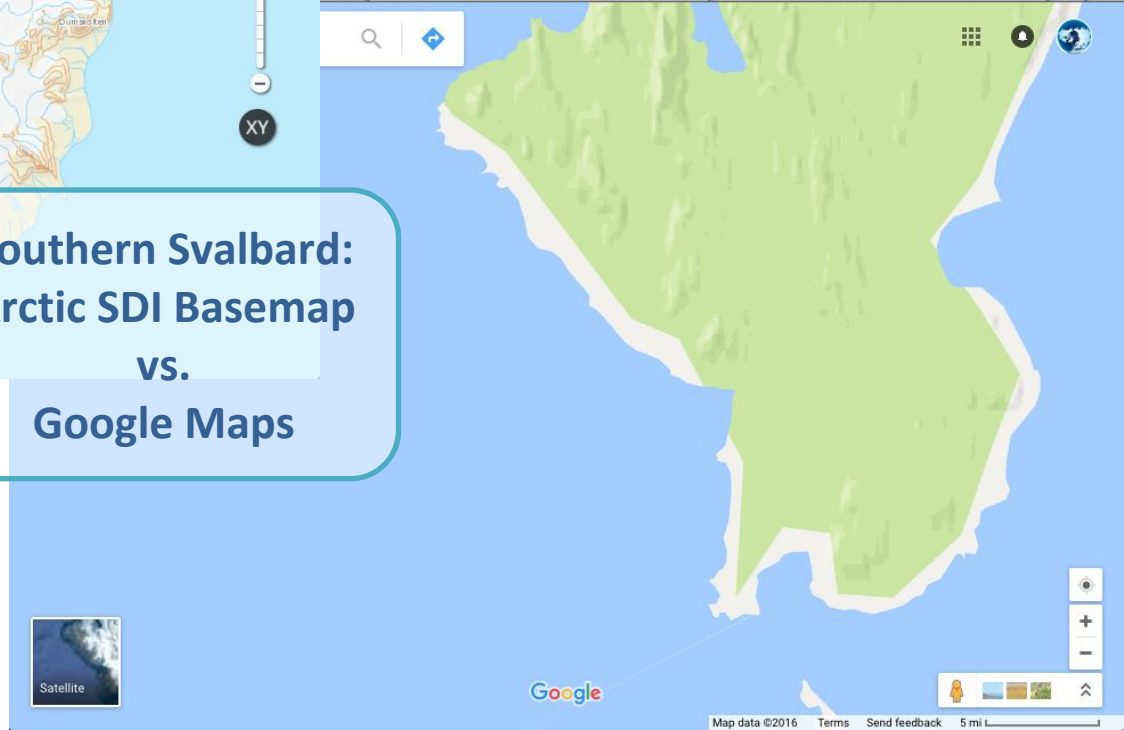 XY
outhern Svalbard:
rctic SDI Basemap
vs.
Google Maps
Satellite
Google
Map data ©2016 Terms Send feedback 5 mi